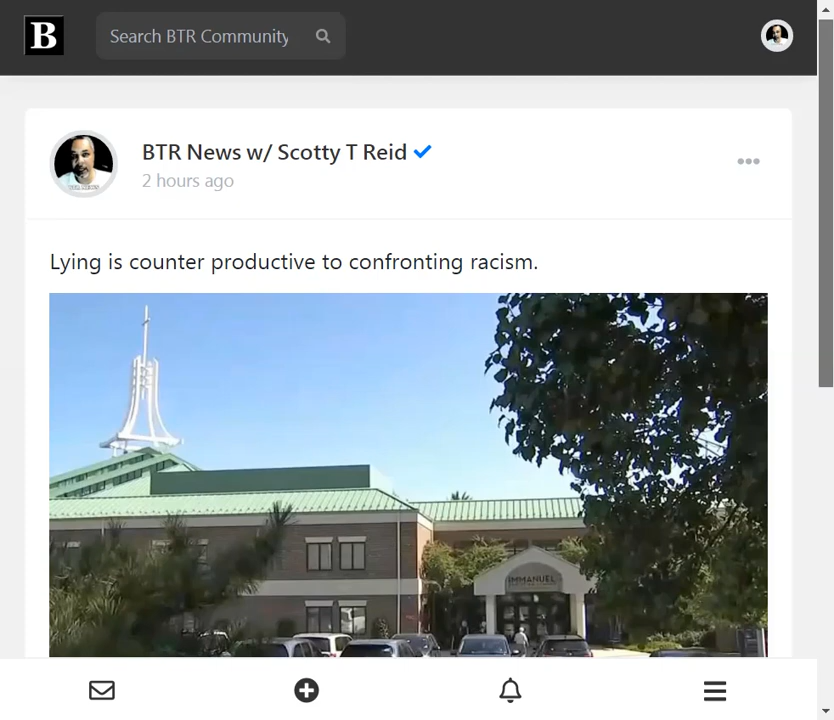 B
Search BTR Community
BTR News w/ Scotty T Reid
2 hours ago
Lying is counter productive to confronting racism.
IMMANUEL